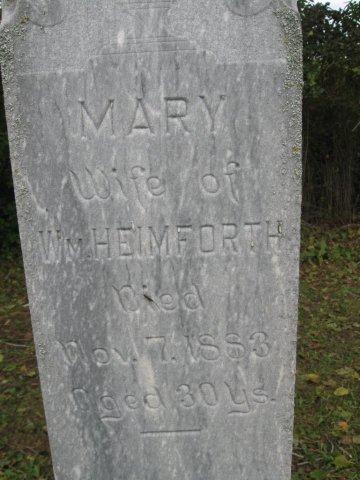 MARY
Wife of
WM. HEIMFORTH
Died
Nov. 7. 1883
Aged 30 Ys.